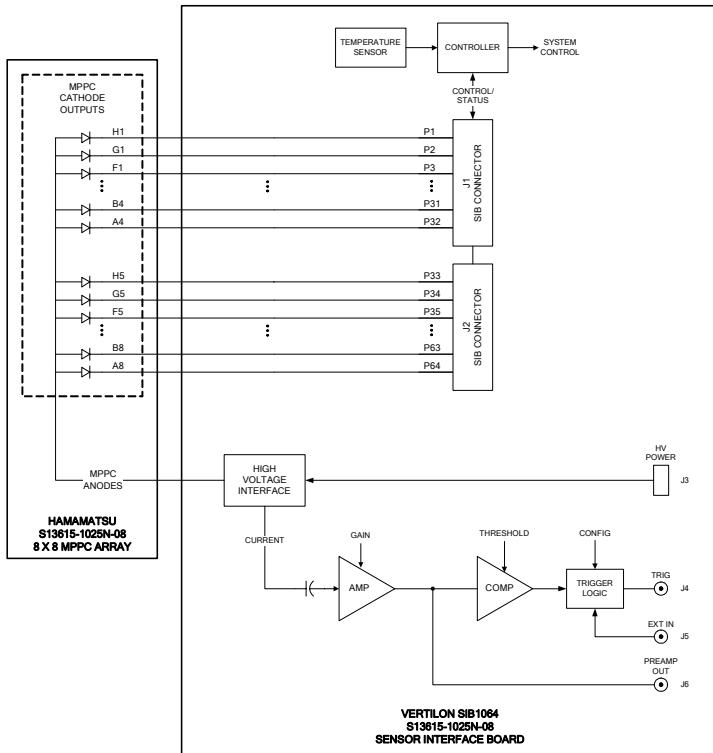 TEMPERATURE
SENSOR
CONTROLLER
SYSTEM
CONTROL
CONTROL/
STATUS
MPPC
CATHODE
OUTPUTS
H1
P1
G1
P2
F1
P3
B4
P31
A4
P32
J1
SIB CONNECTOR
H5
P33
G5
P34
F5
P35
B8
P63
A8
P64
J2
SIB CONNECTOR
MPPC
ANODES
HIGH
VOLTAGE
INTERFACE
HV
POWER
J3
HAMAMATSU
S13615-1025N-08
8 X 8 MPPC ARRAY
CURRENT
GAIN
AMP
THRESHOLD
COMP
CONFIG
TRIGGER
LOGIC
TRIG
J4
EXT IN
J5
PREAMP
OUT
J6
VERTILON SIB1064
S13615-1025N-08
SENSOR INTERFACE BOARD